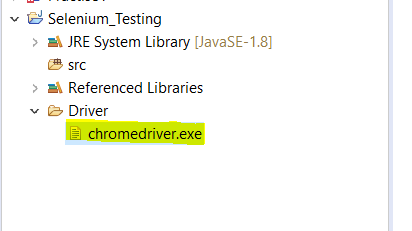 Selenium_Testing
JRE System Library [JavaSE-1.8]
src
Referenced Libraries
Driver
chromedriver.exe